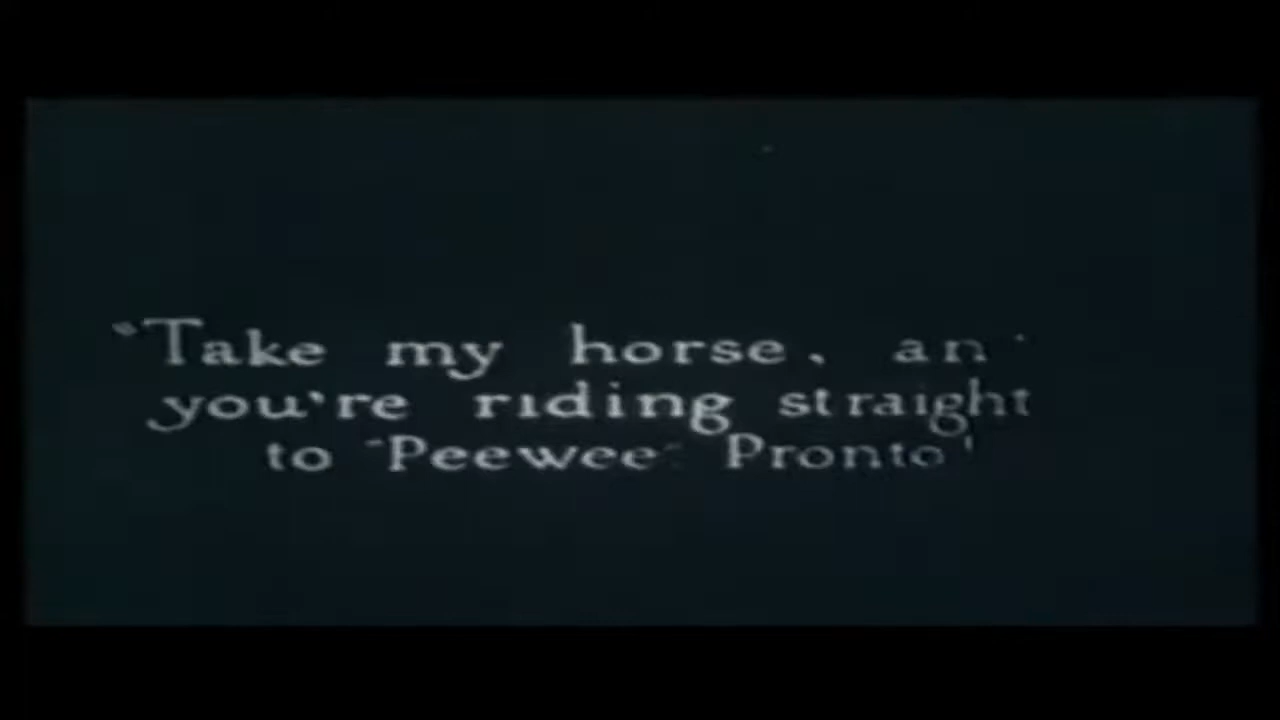 "Take my horse, an'
you're riding straight
to "Peewee" Pronto'